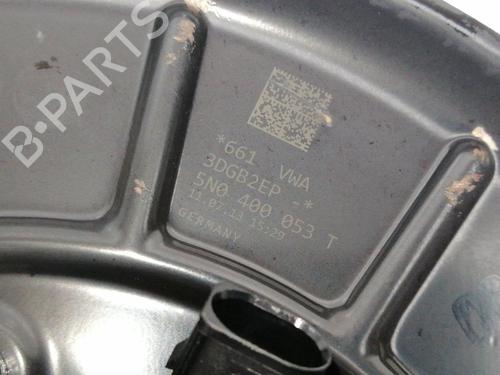 B-PARTS
*661 VWA
3DGB2EP -*
5N0 400 053 T
11.07.13 15:29
GERMANY